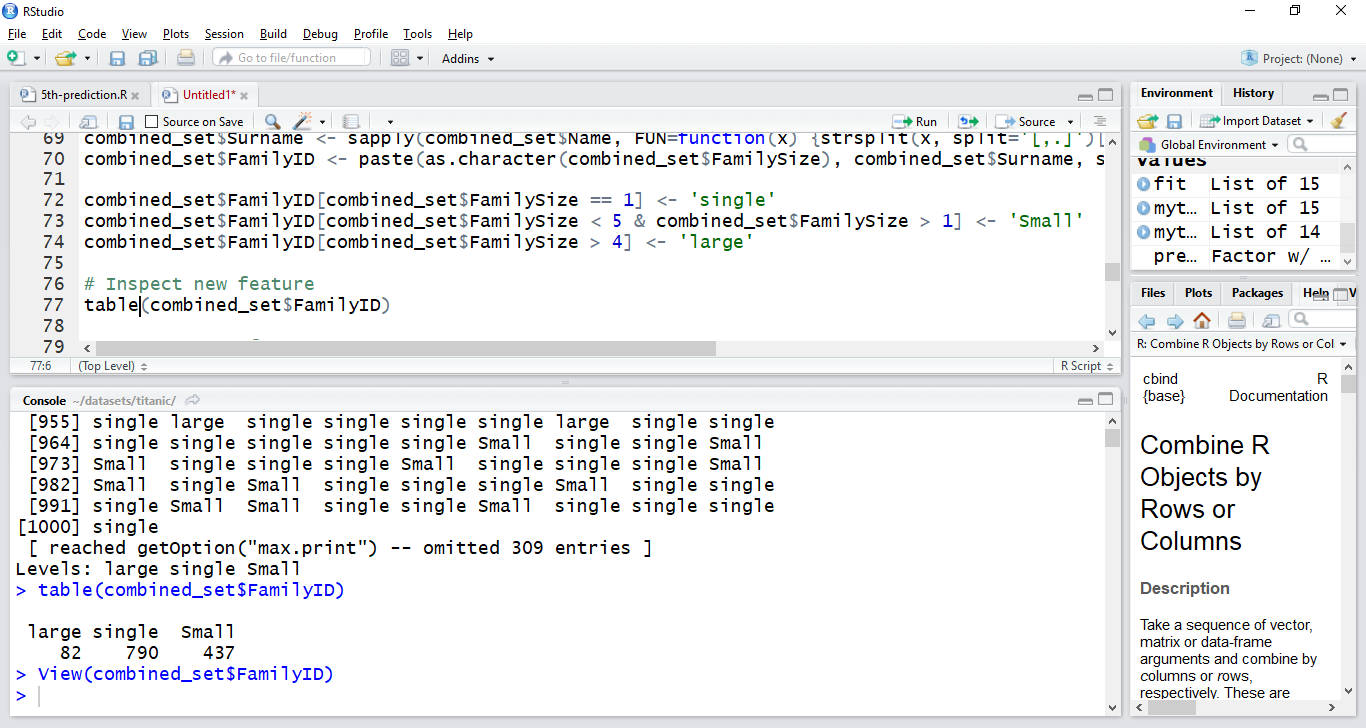 RStudio
File Edit Code View Plots Session Build Debug Profile Tools Help
Go to file/function Addins Project: (None)
5th-prediction.R Untitled1*
Source on Save Run Source
69 combined_set$Surname <- sapply(combined_set$Name, FUN=function(x) {strsplit(x, split='[,.]')[
70 combined_set$FamilyID <- paste(as.character(combined_set$FamilySize), combined_set$Surname, s
71
72 combined_set$FamilyID[combined_set$FamilySize == 1] <- 'single'
73 combined_set$FamilyID[combined_set$FamilySize < 5 & combined_set$FamilySize > 1] <- 'Small'
74 combined_set$FamilyID[combined_set$FamilySize > 4] <- 'large'
75
76 # Inspect new feature
77 table(combined_set$FamilyID)
78
79
77:6 (Top Level) R Script
Console ~/datasets/titanic/
[955] single large single single single single large single single
[964] single single single single single Small single single Small
[973] Small single single single Small single single single Small
[982] Small single Small single single single Small single single
[991] single Small Small single single Small single single single
[1000] single
[ reached getOption("max.print") -- omitted 309 entries ]
Levels: large single Small
> table(combined_set$FamilyID)
large single Small
82 790 437
> View(combined_set$FamilyID)
>
Environment History
Import Dataset
Global Environment
Values
fit List of 15
myt... List of 15
myt... List of 14
pre... Factor w/ ...
Files Plots Packages Help V
R: Combine R Objects by Rows or Col
cbind R
{base} Documentation
Combine R
Objects by
Rows or
Columns
Description
Take a sequence of vector,
matrix or data-frame
arguments and combine by
columns or rows,
respectively. These are